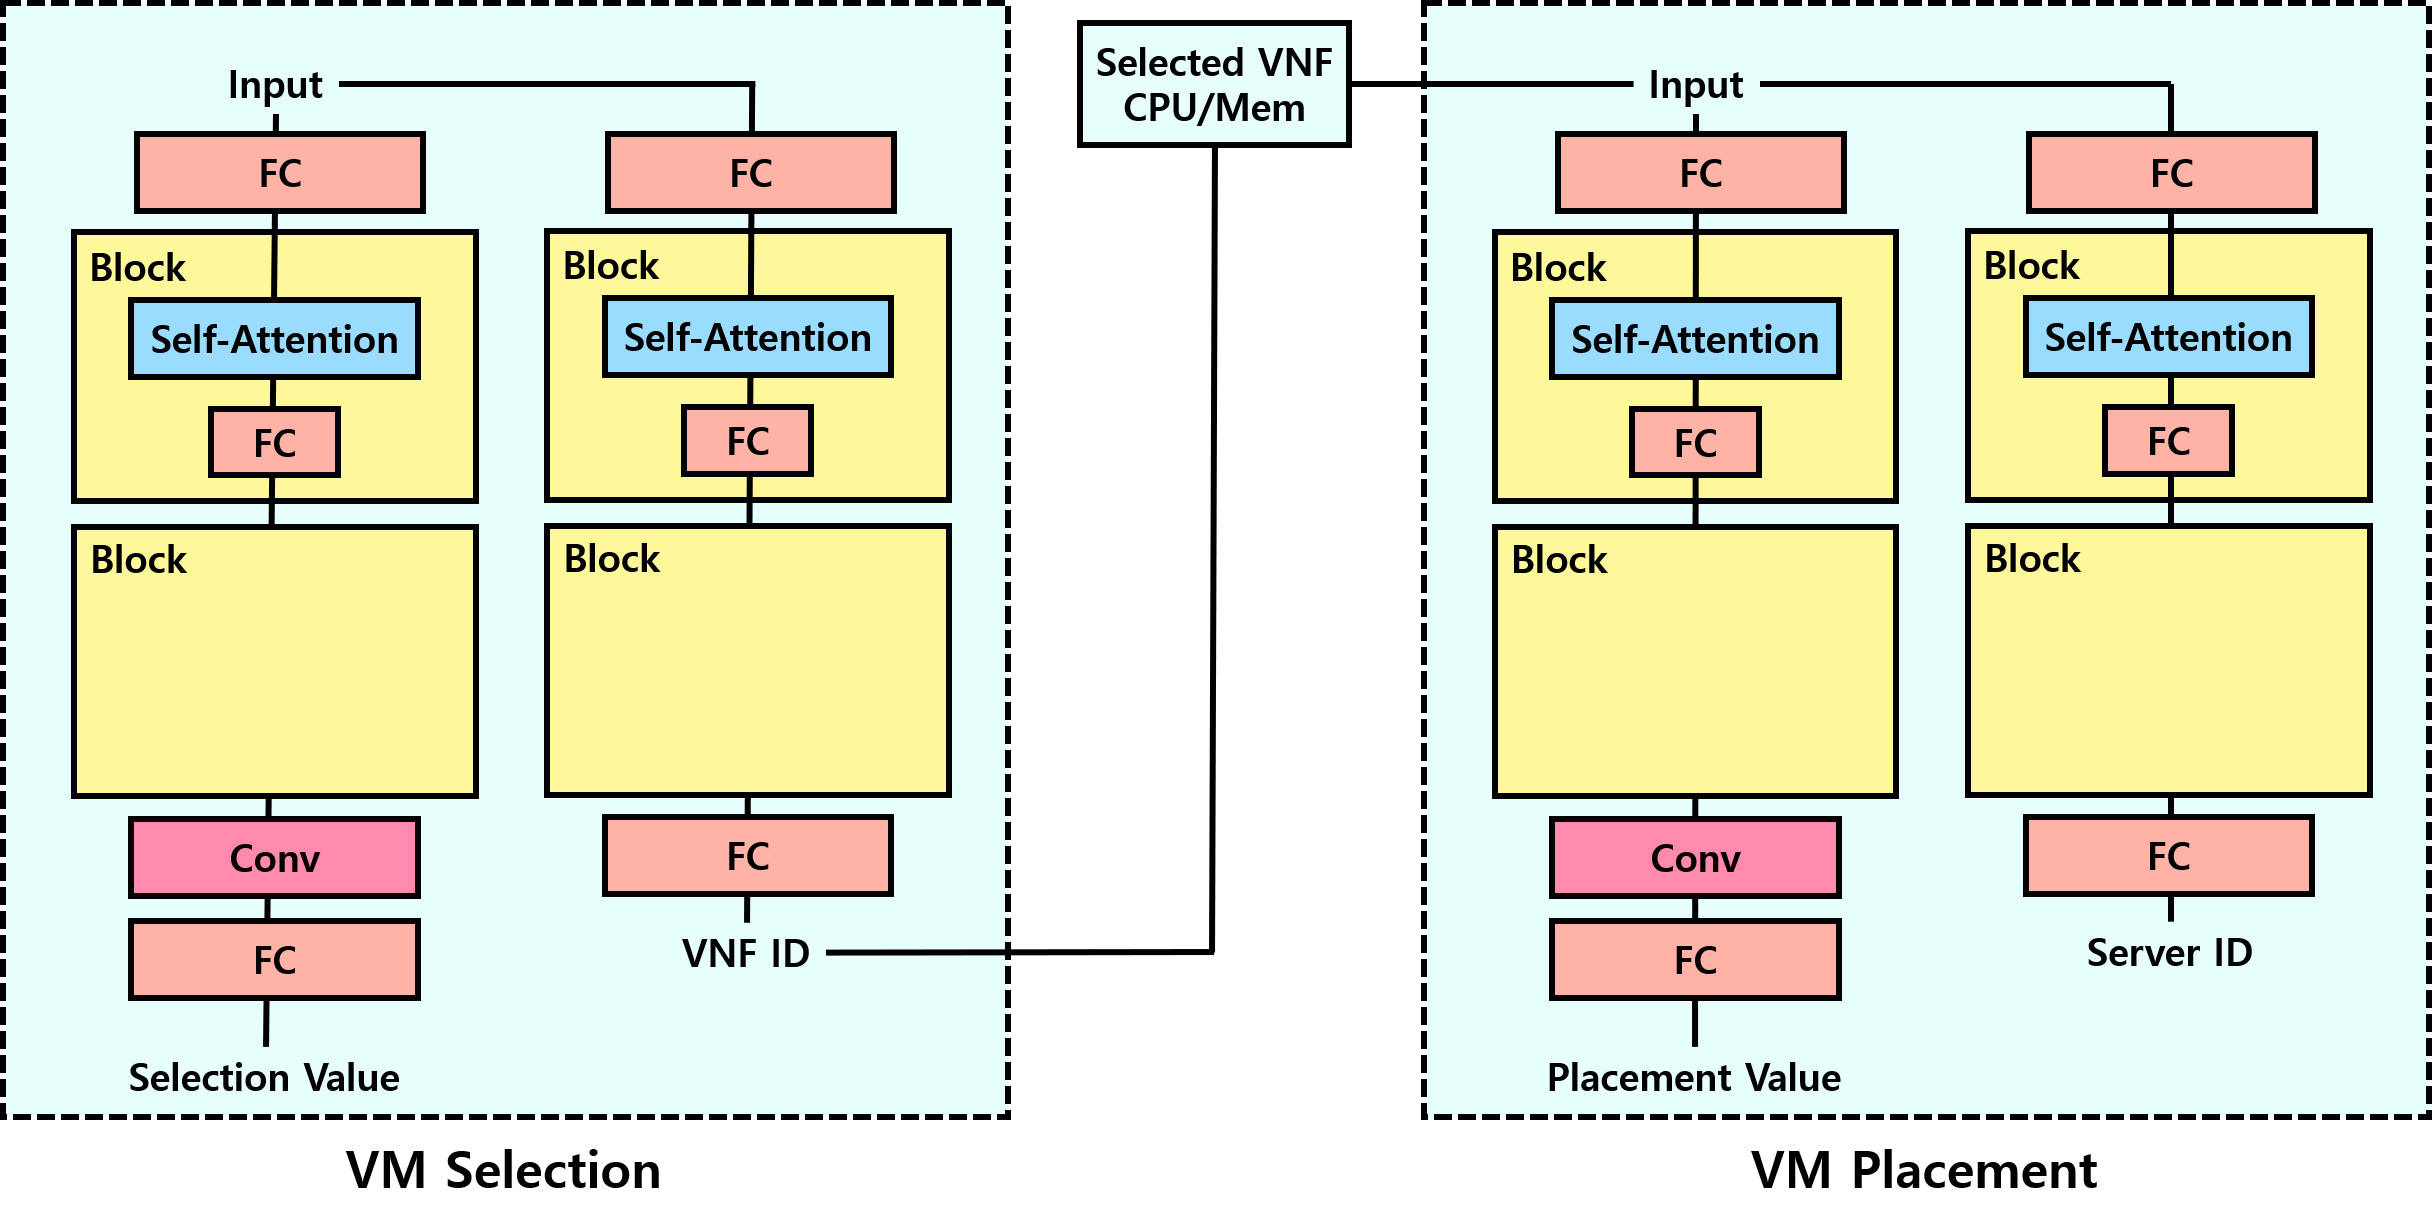 Input
FC
FC
Block
Self-Attention
FC
Block
Self-Attention
FC
Block
Block
Conv
FC
FC
VNF ID
Selection Value
VM Selection
Selected VNF
CPU/Mem
Input
FC
FC
Block
Self-Attention
FC
Block
Self-Attention
FC
Block
Block
Conv
FC
FC
Server ID
Placement Value
VM Placement